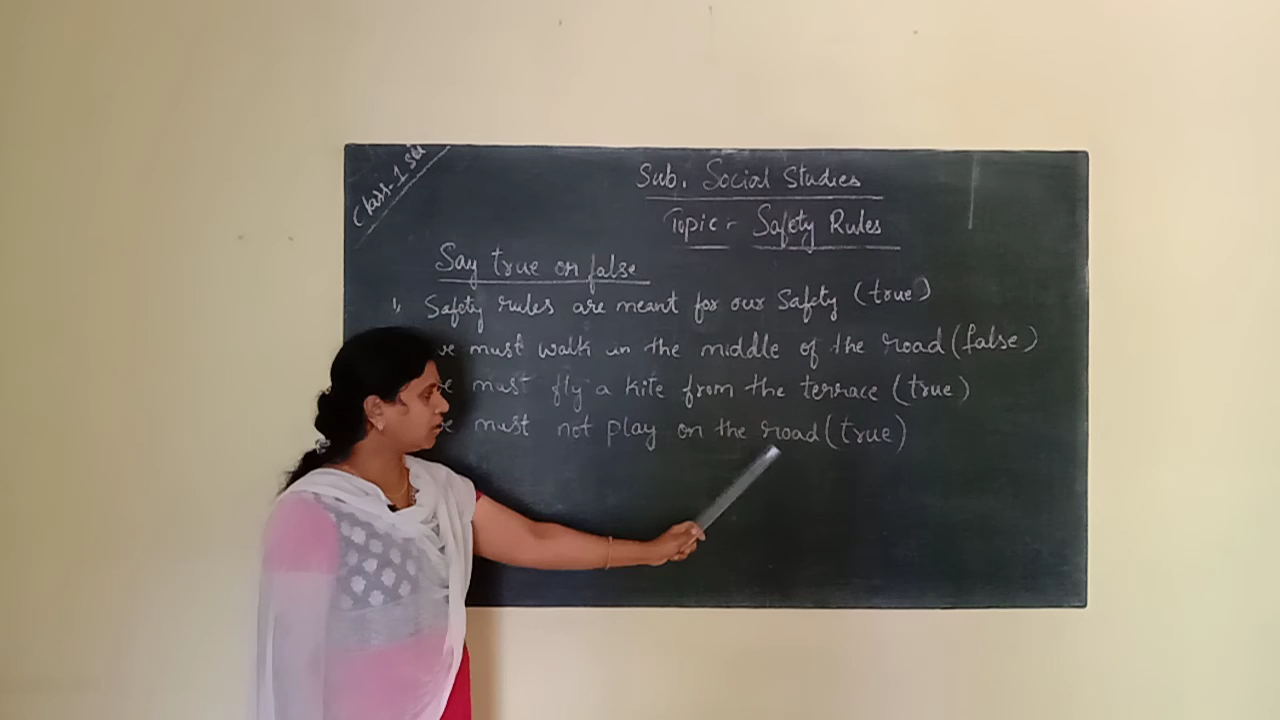 Class-1 std
Sub. Social Studies
Topic:- Safety Rules
Say true or false
1, Safety rules are meant for our Safety (true)
must walk in the middle of the road (false)
must fly a kite from the terrace (true)
must not play on the road (true)